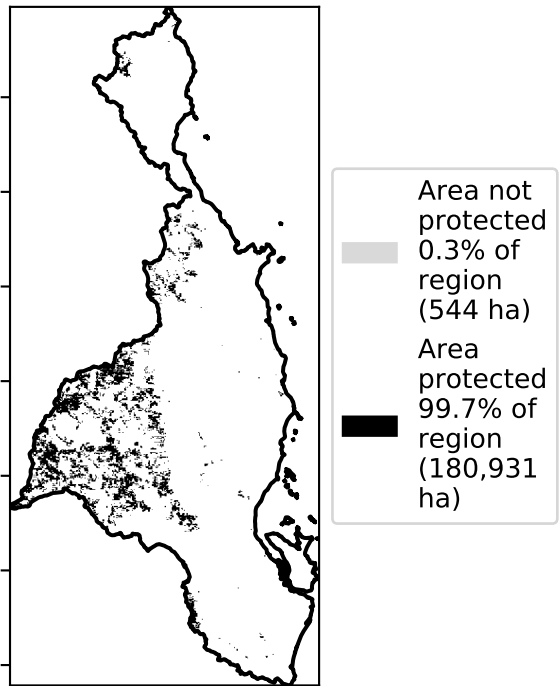 Area not
protected
0.3% of
region
(544 ha)
Area
protected
99.7% of
region
(180,931
ha)